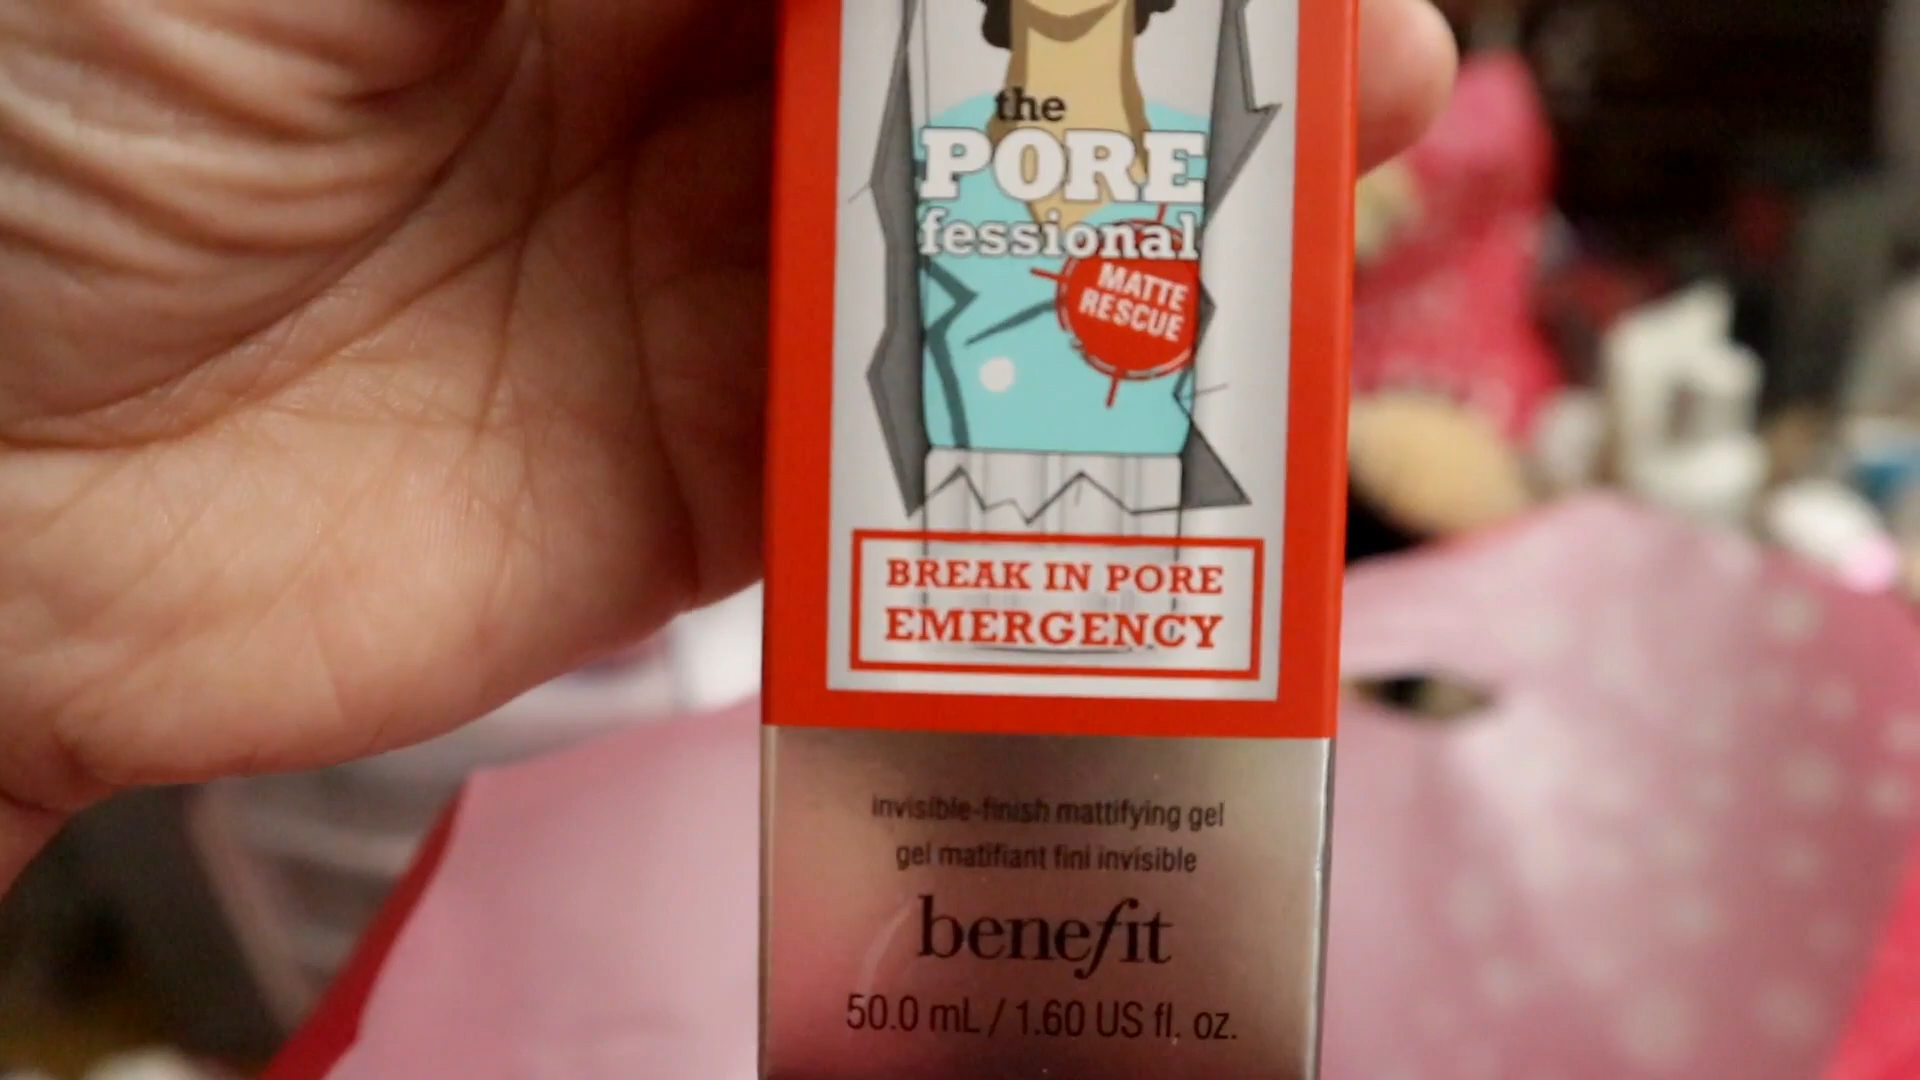 the
PORE
fessional
MATTE
RESCUE
BREAK IN PORE
EMERGENCY
invisible-finish mattifying gel
gel matifiant fini invisible
benefit
50.0 mL / 1.60 US fl. oz.